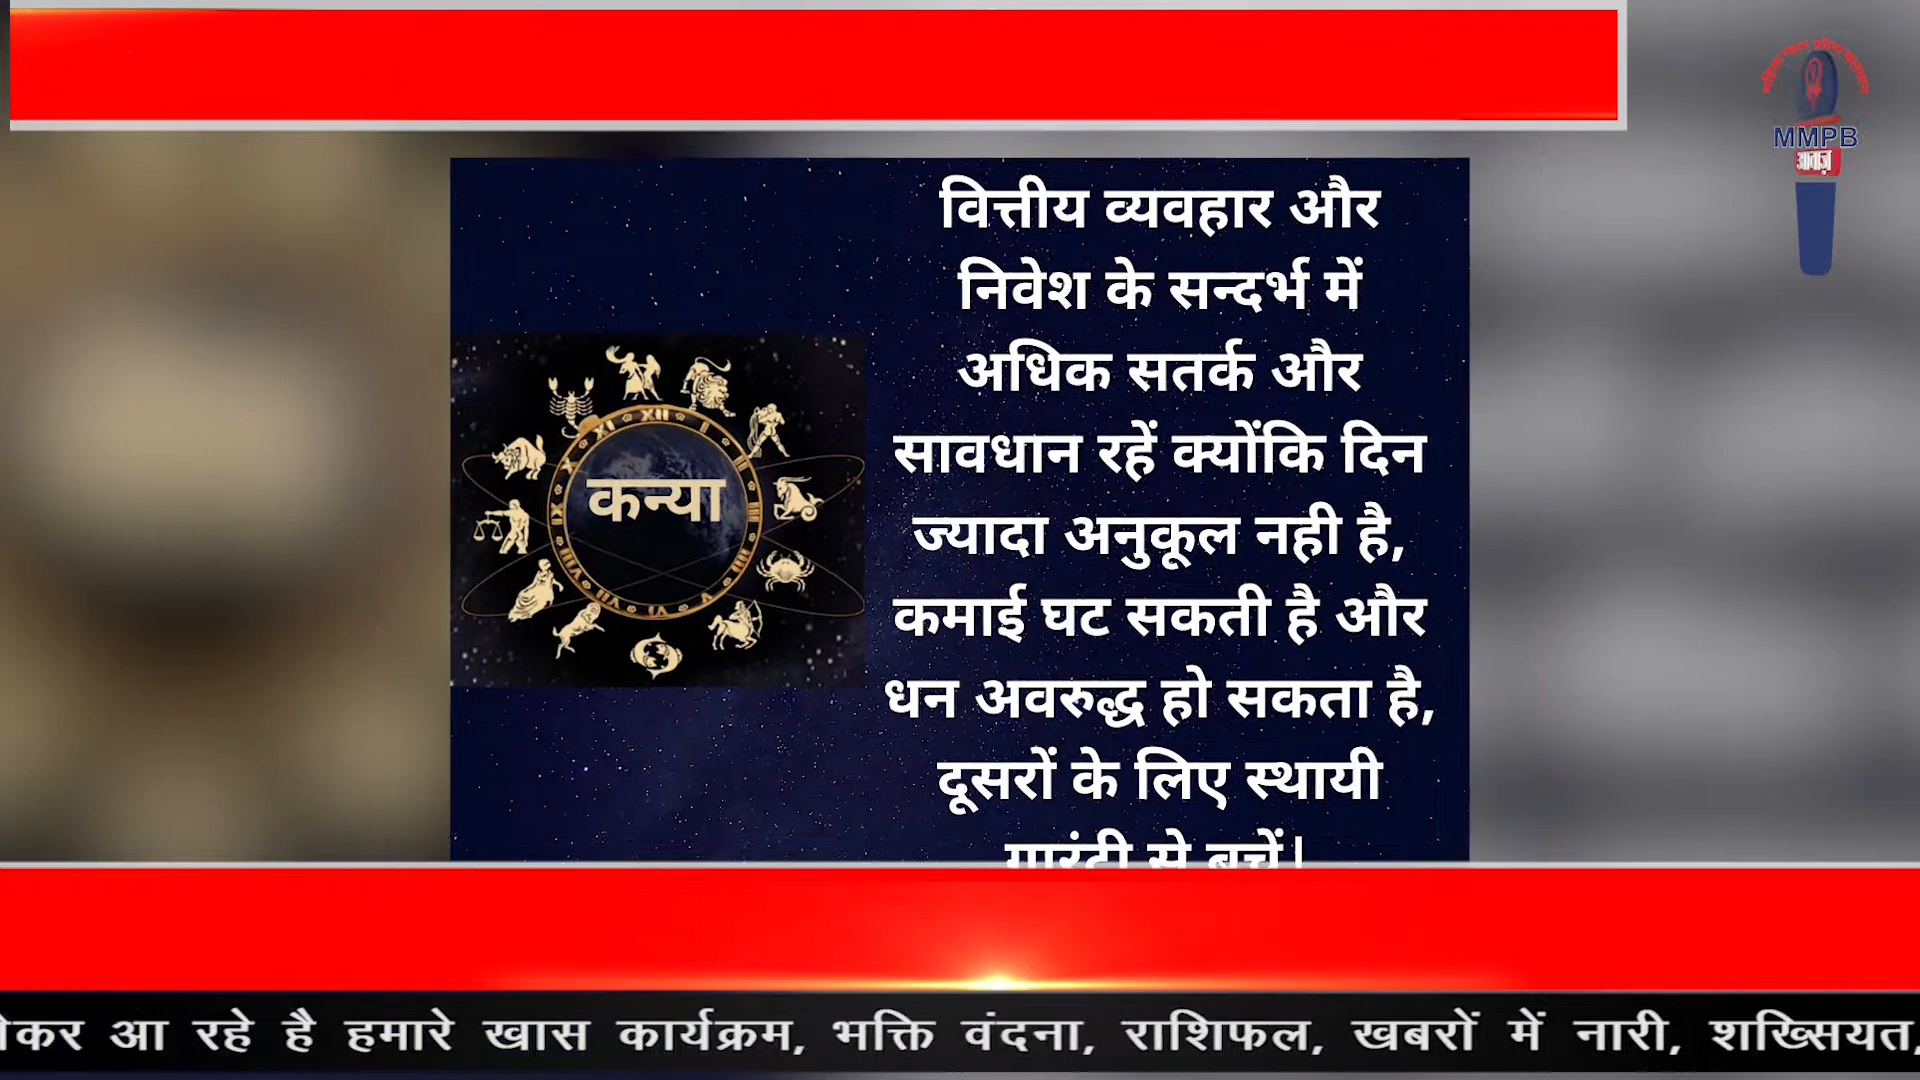 MMPB
आवाज़
वित्तीय व्यवहार और
निवेश के सन्दर्भ में
अधिक सतर्क और
सावधान रहें क्योंकि दिन
ज्यादा अनुकूल नही है,
कमाई घट सकती है और
धन अवरुद्ध हो सकता है,
दूसरों के लिए स्थायी
गारंटी से बचें|
कन्या
आ रहे है हमारे खास कार्यक्रम, भक्ति वंदना, राशिफल, खबरों में नारी, शख्सियत,